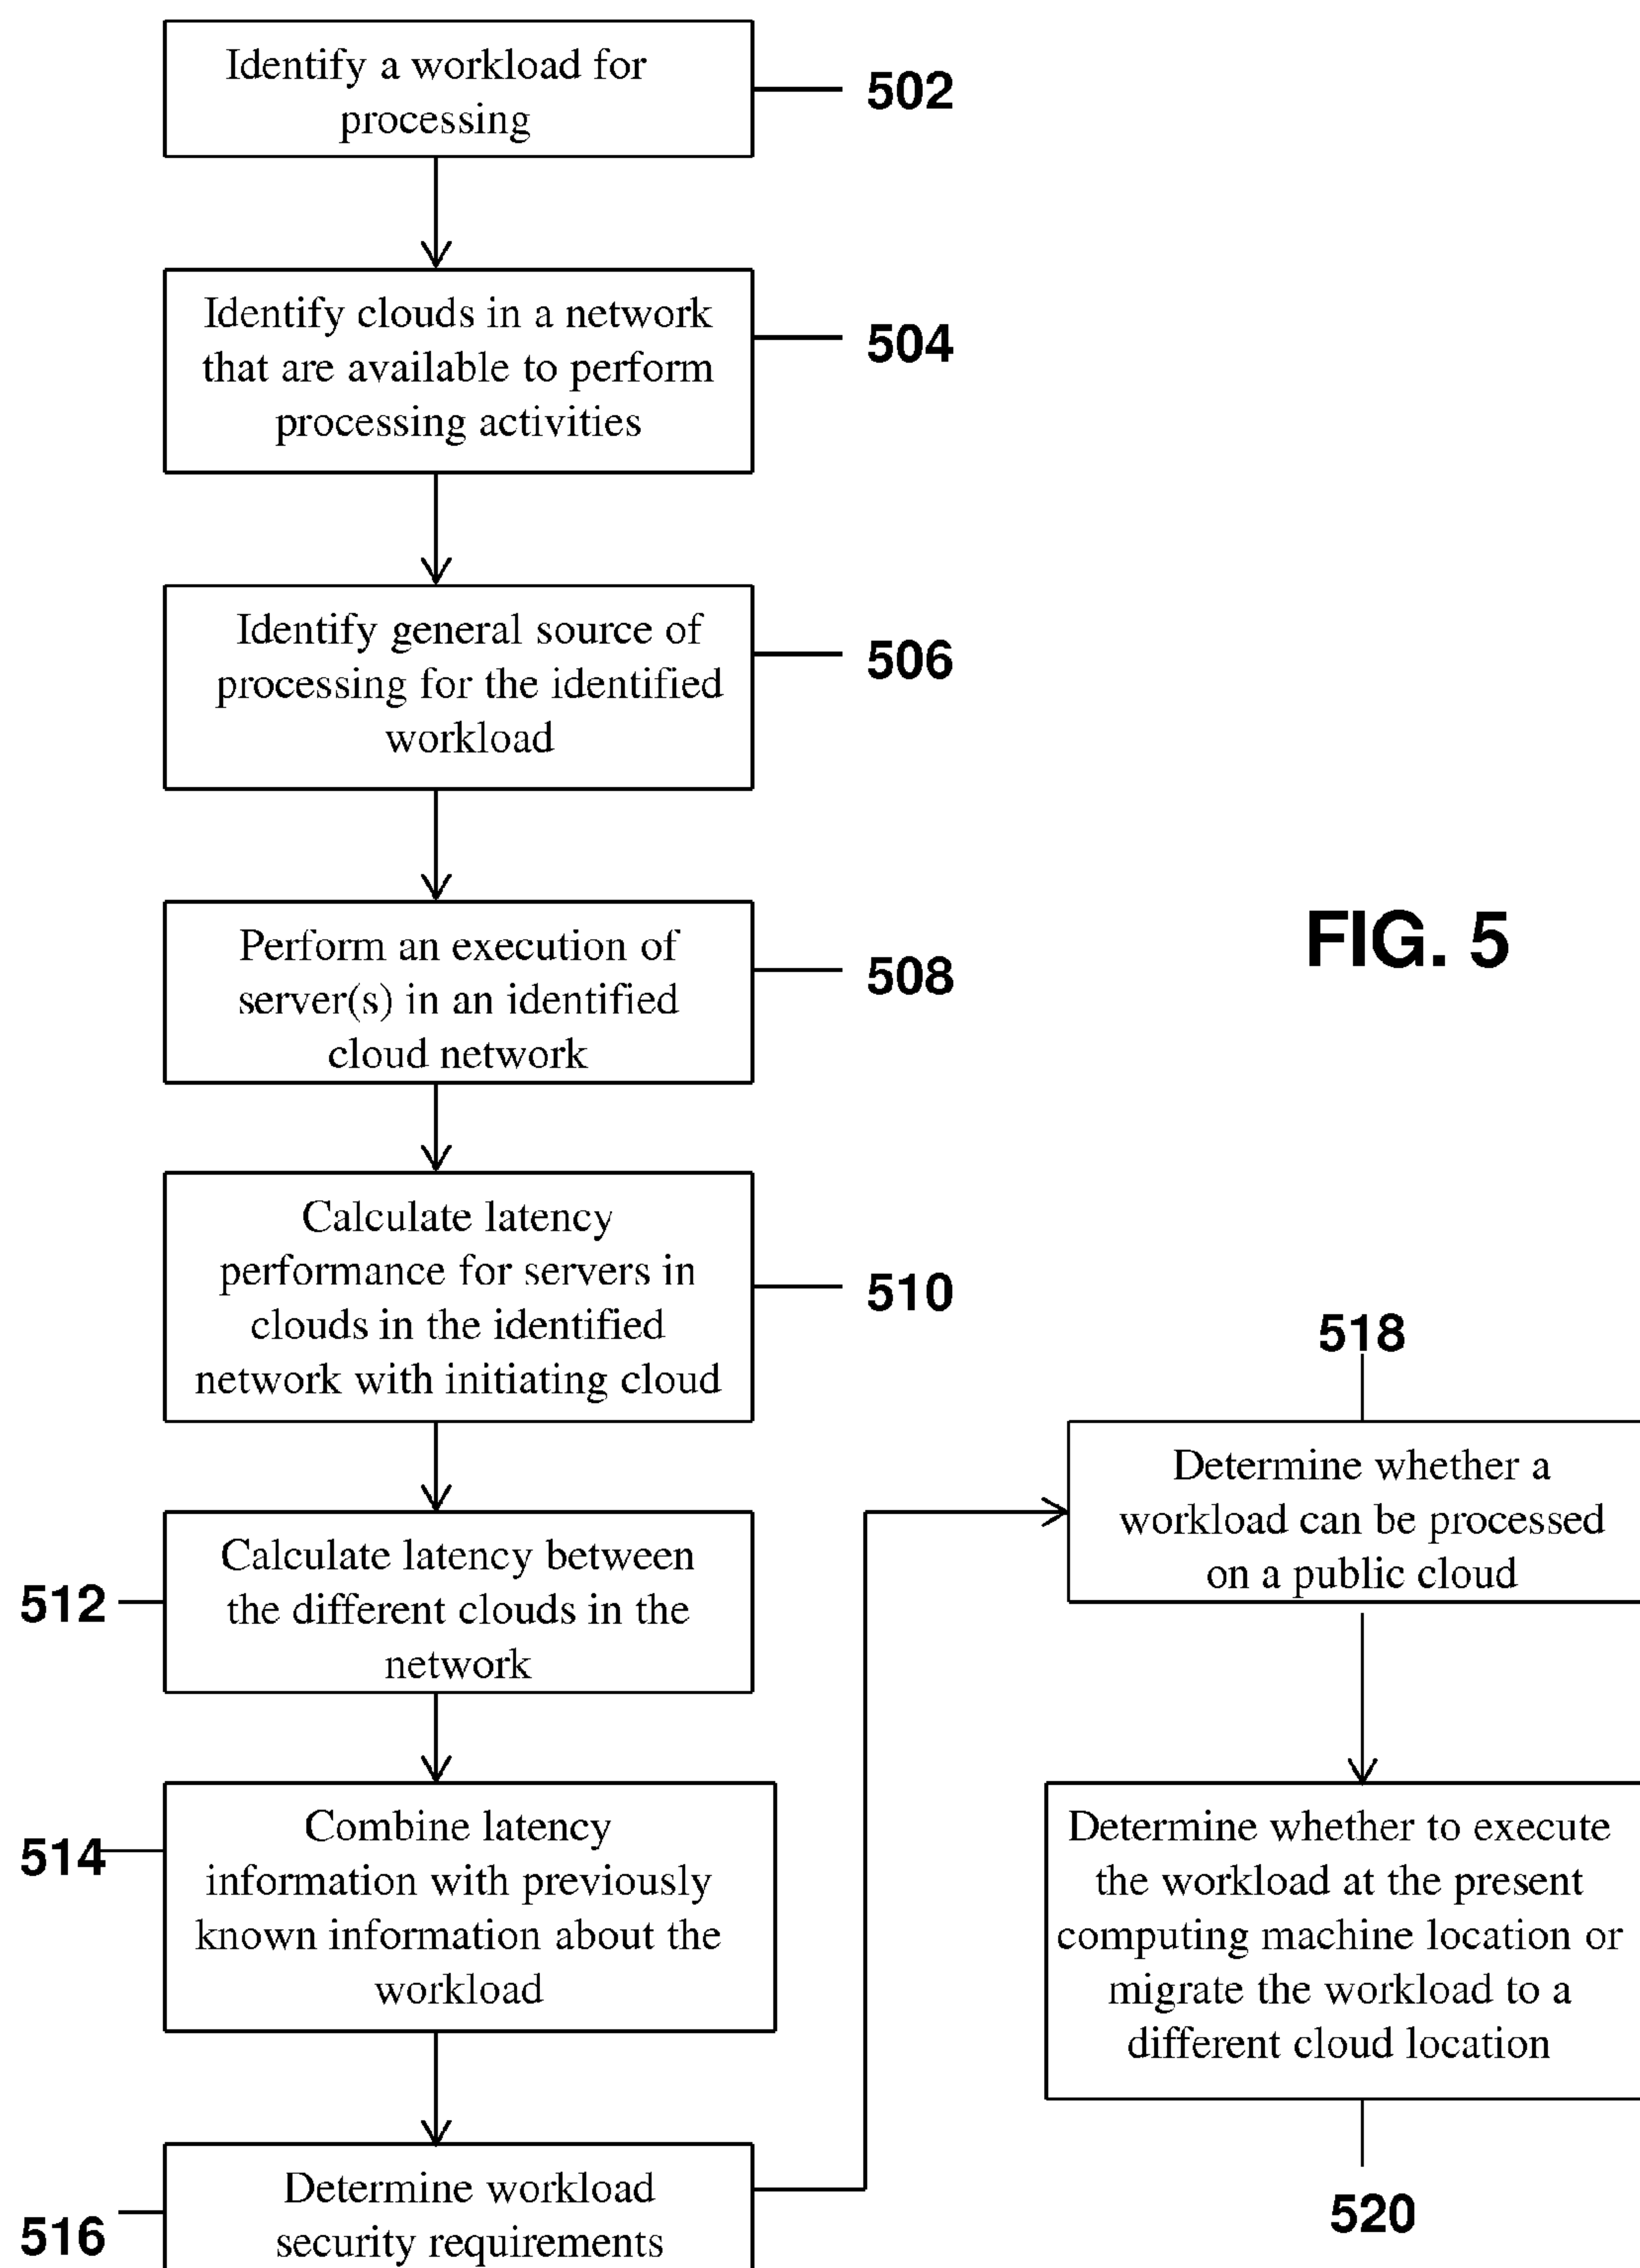 Identify a workload for
processing
502
Identify clouds in a network
that are available to perform
processing activities
504
Identify general source of
processing for the identified
workload
506
Perform an execution of
server(s) in an identified
cloud network
508
FIG. 5
Calculate latency
performance for servers in
clouds in the identified
network with initiating cloud
510
Calculate latency between
the different clouds in the
network
512
Combine latency
information with previously
known information about the
workload
514
Determine workload
security requirements
516
518
Determine whether a
workload can be processed
on a public cloud
Determine whether to execute
the workload at the present
computing machine location or
migrate the workload to a
different cloud location
520